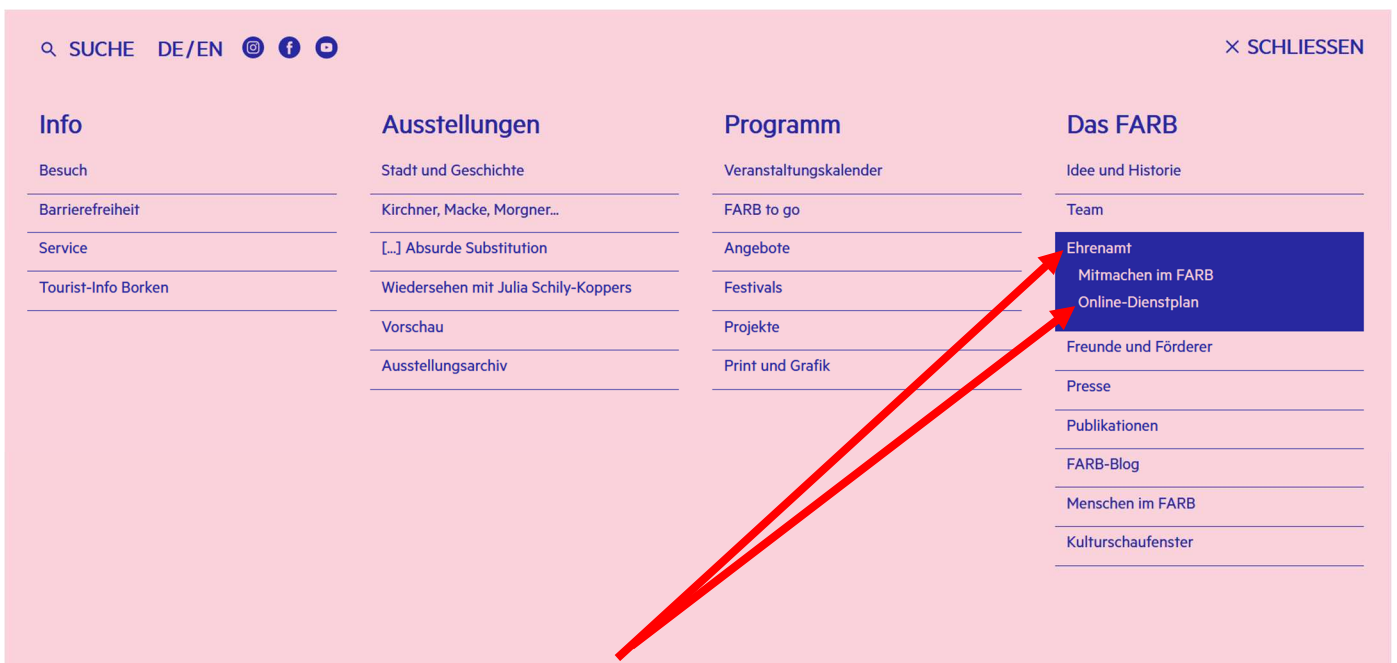 SUCHE DE/EN
SCHLIESSEN
Info
Besuch
Barrierefreiheit
Service
Tourist-Info Borken
Ausstellungen
Stadt und Geschichte
Kirchner, Macke, Morgner...
[...] Absurde Substitution
Wiedersehen mit Julia Schily-Koppers
Vorschau
Ausstellungsarchiv
Programm
Veranstaltungskalender
FARB to go
Angebote
Festivals
Projekte
Print und Grafik
Das FARB
Idee und Historie
Team
Ehrenamt
Mitmachen im FARB
Online-Dienstplan
Freunde und Förderer
Presse
Publikationen
FARB-Blog
Menschen im FARB
Kulturschaufenster